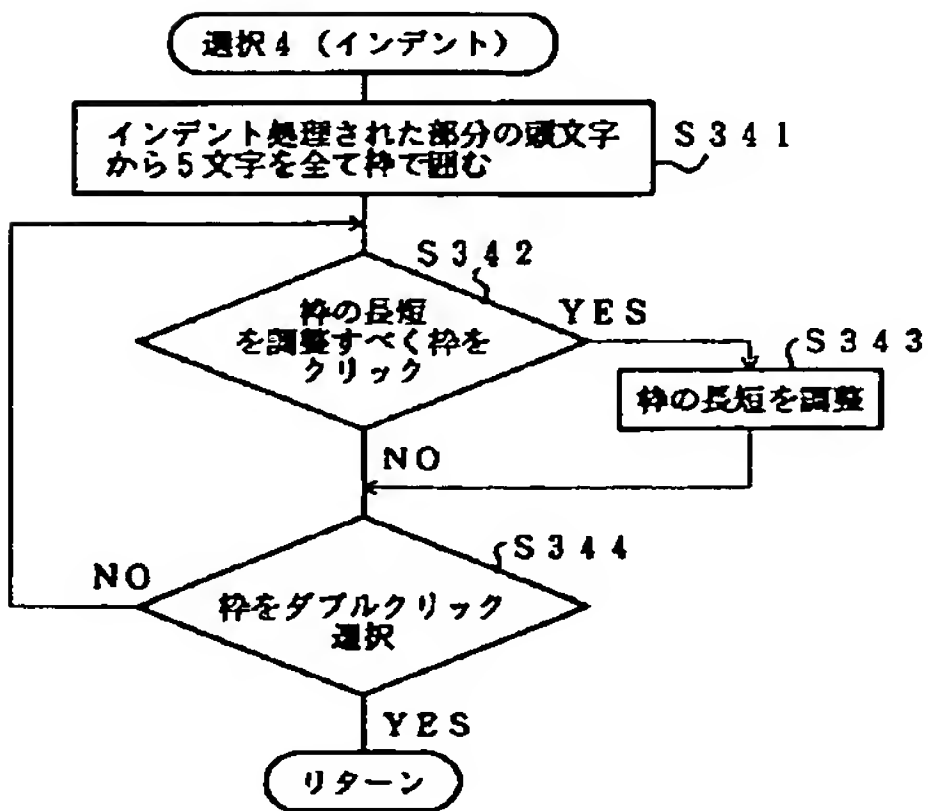 選択4(インデント)
インデント処理された部分の頭文字
から5文字を全て枠で囲む
S341
S342
枠の長短
を調整すべく枠を
クリック
YES
S343
枠の長短を調整
NO
S344
NO
枠をダブルクリック
選択
YES
リターン